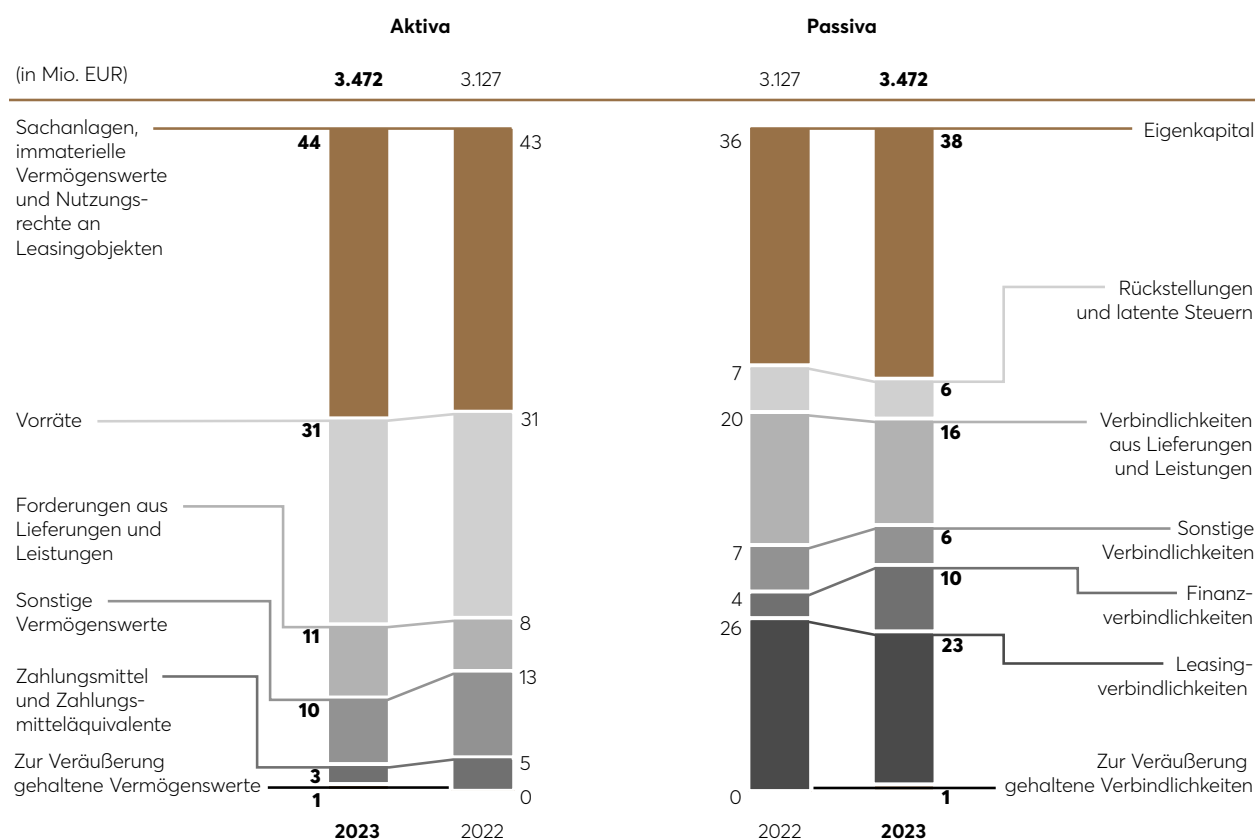 Aktiva
Passiva
(in Mio. EUR)
3.472
3.127
3.127
3.472
Sachanlagen,
immaterielle
Vermögenswerte
und Nutzungs-
rechte an
Leasingobjekten
44
43
36
38
Eigenkapital
Rückstellungen
und latente Steuern
7
6
Vorräte
31
31
20
16
Verbindlichkeiten
aus Lieferungen
und Leistungen
Forderungen aus
Lieferungen und
Leistungen
11
8
7
6
Sonstige
Verbindlichkeiten
Sonstige
Vermögenswerte
10
13
4
10
Finanz-
verbindlichkeiten
Zahlungsmittel
und Zahlungs-
mitteläquivalente
3
5
26
23
Leasing-
verbindlichkeiten
Zur Veräußerung
gehaltene Vermögenswerte
1
0
0
1
Zur Veräußerung
gehaltene Verbindlichkeiten
2023
2022
2022
2023